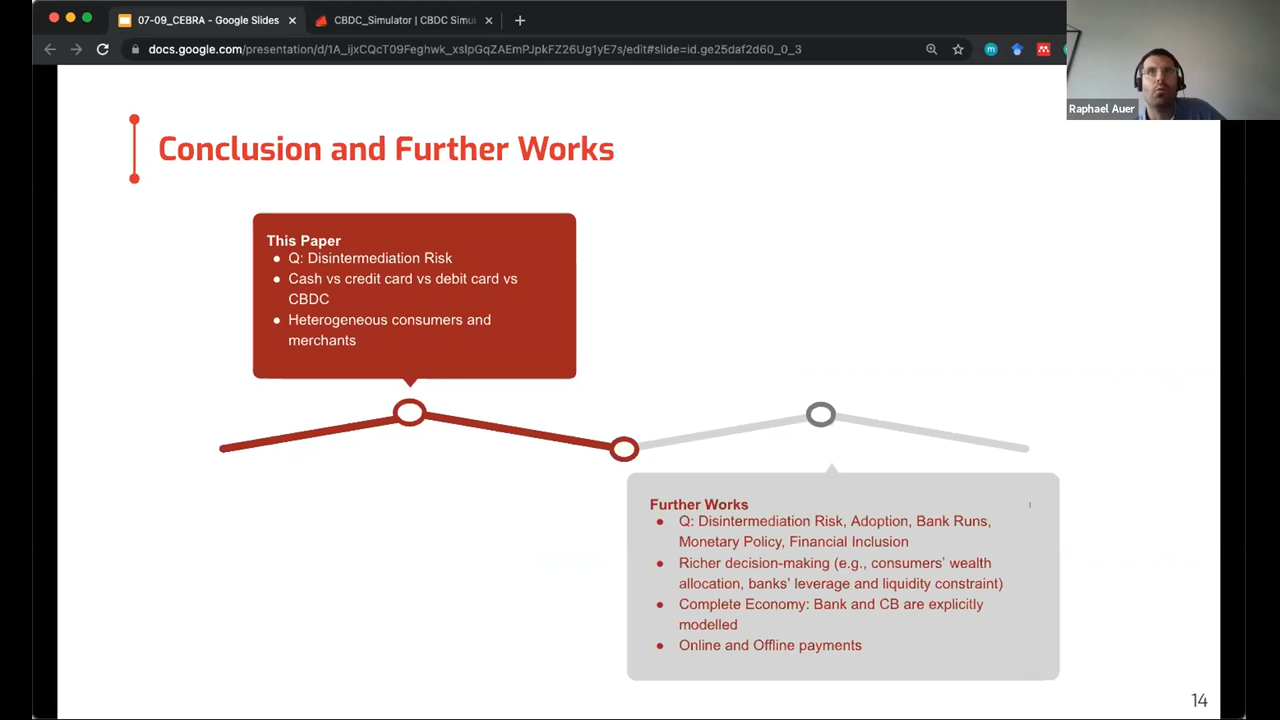 07-09_CEBRA - Google Slides
CBDC_Simulator | CBDC Simu
docs.google.com/presentation/d/1A_ijxCQcT09Feghwk_xsIpGqZAEmPJpkFZ26Ug1yE7s/edit#slide=id.ge25daf2d60_0_3
Raphael Auer
Conclusion and Further Works
This Paper
● Q: Disintermediation Risk
● Cash vs credit card vs debit card vs
CBDC
● Heterogeneous consumers and
merchants
Further Works
● Q: Disintermediation Risk, Adoption, Bank Runs,
Monetary Policy, Financial Inclusion
● Richer decision-making (e.g., consumers' wealth
allocation, banks' leverage and liquidity constraint)
● Complete Economy: Bank and CB are explicitly
modelled
● Online and Offline payments
14